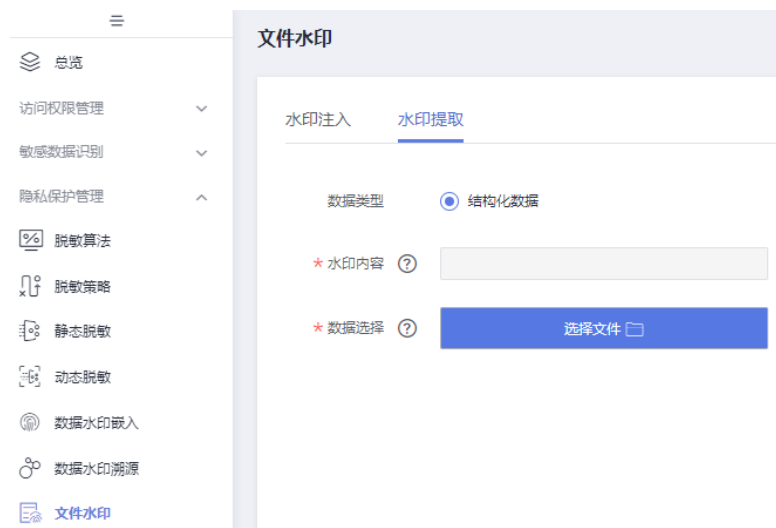 总览
访问权限管理
敏感数据识别
隐私保护管理
脱敏算法
脱敏策略
静态脱敏
动态脱敏
数据水印嵌入
数据水印溯源
文件水印
文件水印
水印注入 水印提取
数据类型 结构化数据
* 水印内容 ?
* 数据选择 ? 选择文件